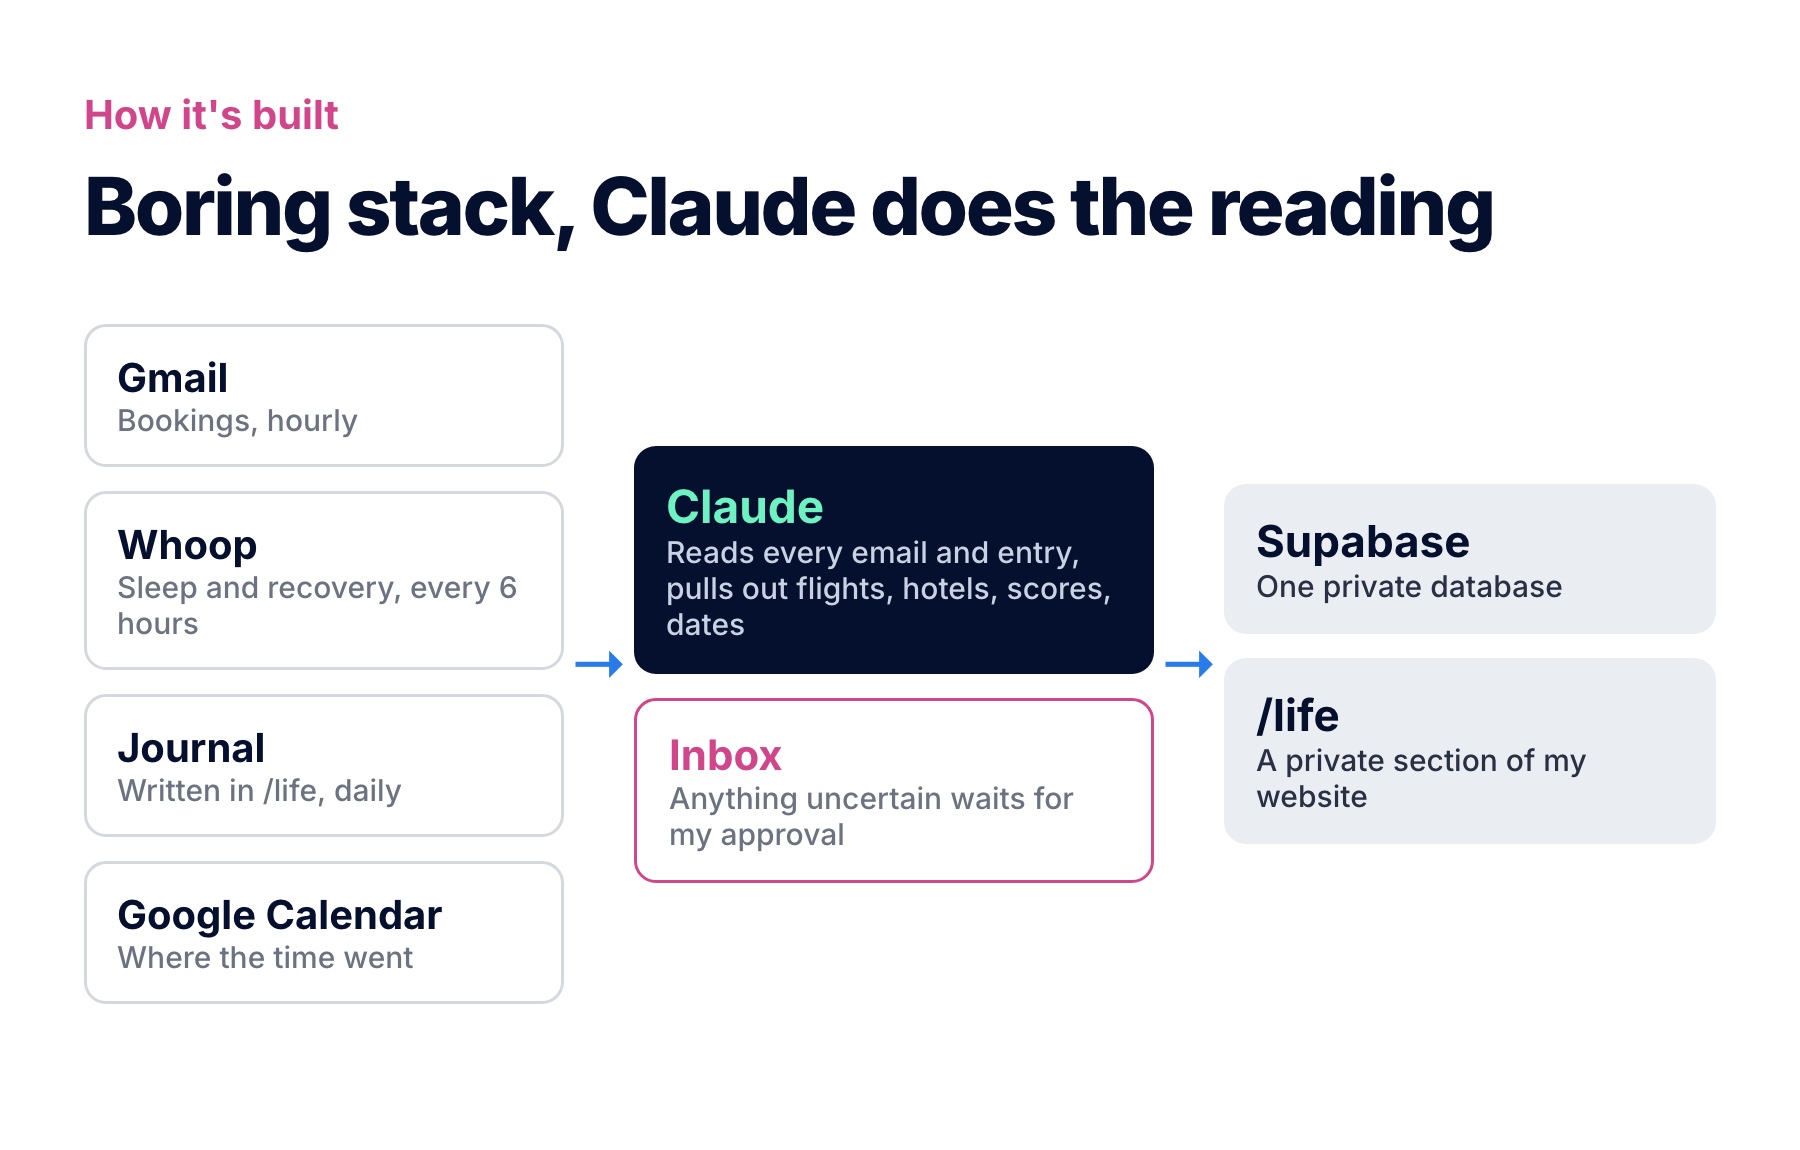 How it's built
Boring stack, Claude does the reading
Gmail
Bookings, hourly
Whoop
Sleep and recovery, every 6
hours
Journal
Written in /life, daily
Google Calendar
Where the time went
Claude
Reads every email and entry,
pulls out flights, hotels, scores,
dates
Inbox
Anything uncertain waits for
my approval
Supabase
One private database
/life
A private section of my
website